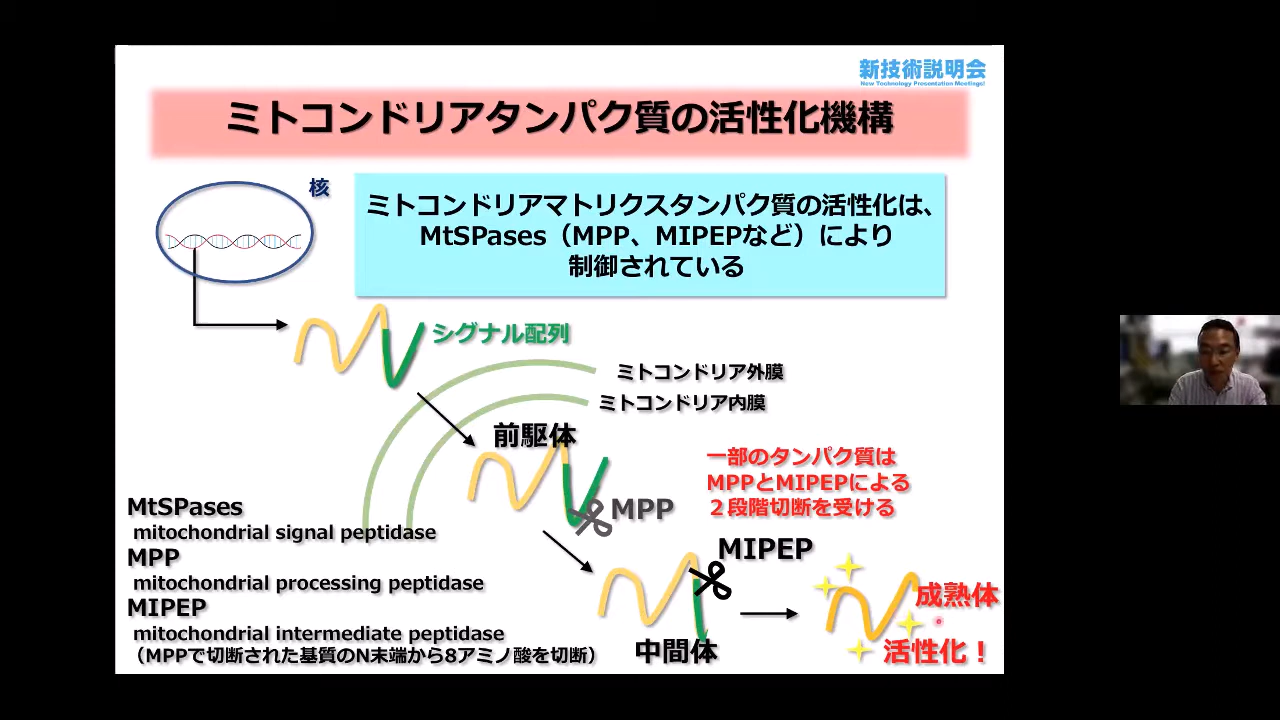 新技術説明会
New Technology Presentation Meetings!
ミトコンドリアタンパク質の活性化機構
核
ミトコンドリアマトリクスタンパク質の活性化は、
MtSPases（MPP、MIPEPなど）により
制御されている
シグナル配列
ミトコンドリア外膜
ミトコンドリア内膜
前駆体
MPP
一部のタンパク質は
MPPとMIPEPによる
２段階切断を受ける
MIPEP
中間体
成熟体
活性化！
MtSPases
mitochondrial signal peptidase
MPP
mitochondrial processing peptidase
MIPEP
mitochondrial intermediate peptidase
（MPPで切断された基質のN末端から8アミノ酸を切断）